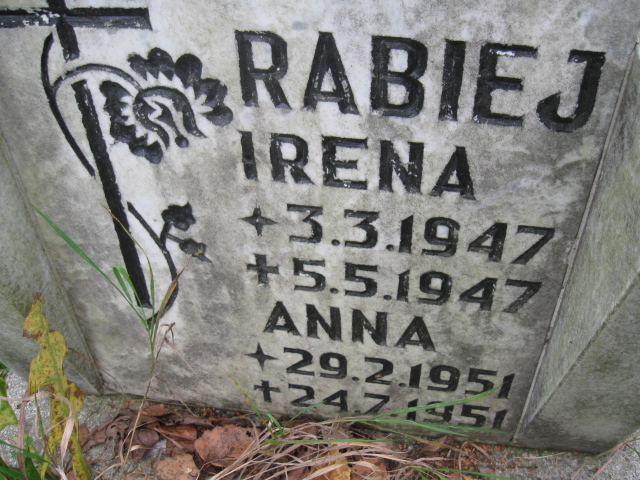 RABIEJ
IRENA
3.3.1947
5.5.1947
ANNA
29.2.1951
24.7.1951